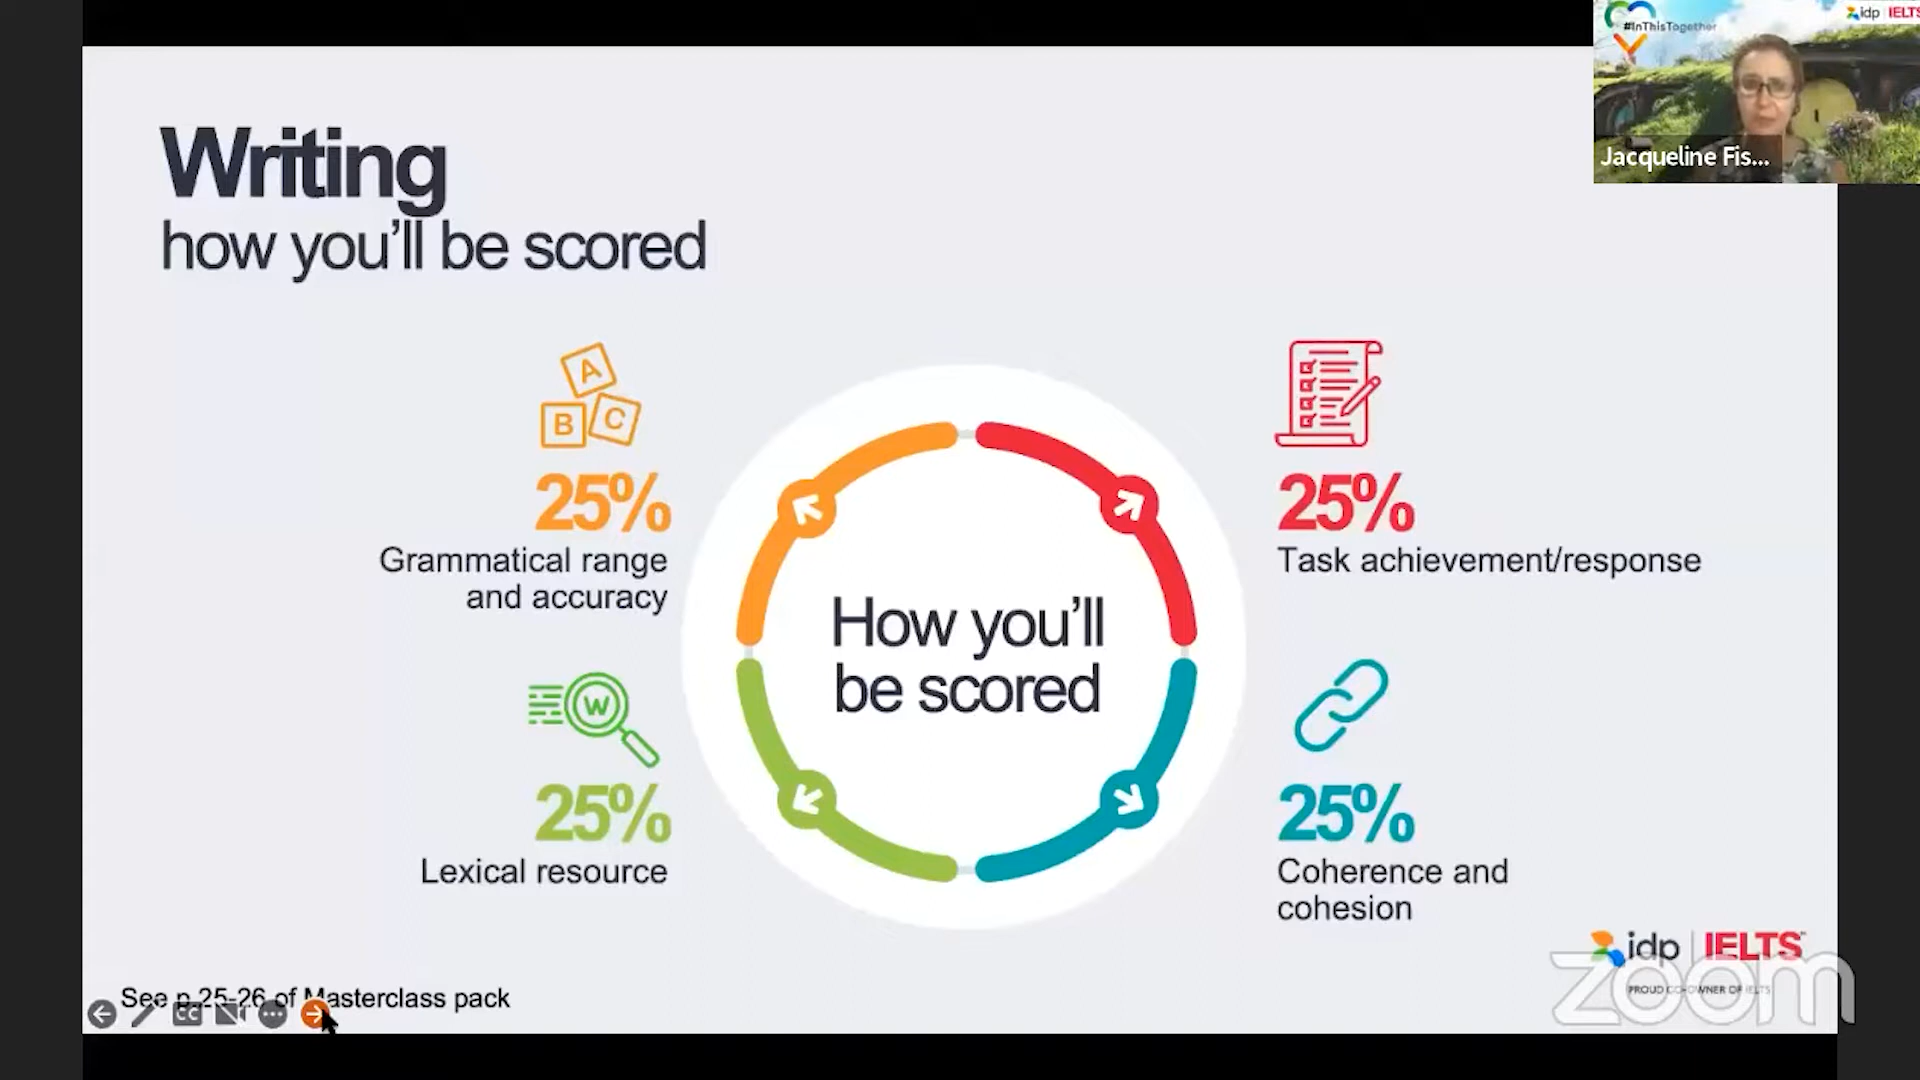 #InThisTogether
idp IELTS
Jacqueline Fis...
Writing
how you'll be scored
A
B
C
25%
Grammatical range
and accuracy
25%
Task achievement/response
How you'll
be scored
W
25%
Lexical resource
25%
Coherence and
cohesion
idp IELTS
PROUD CO-OWNER OF IELTS
zoom
See p.25-26 of Masterclass pack
CC